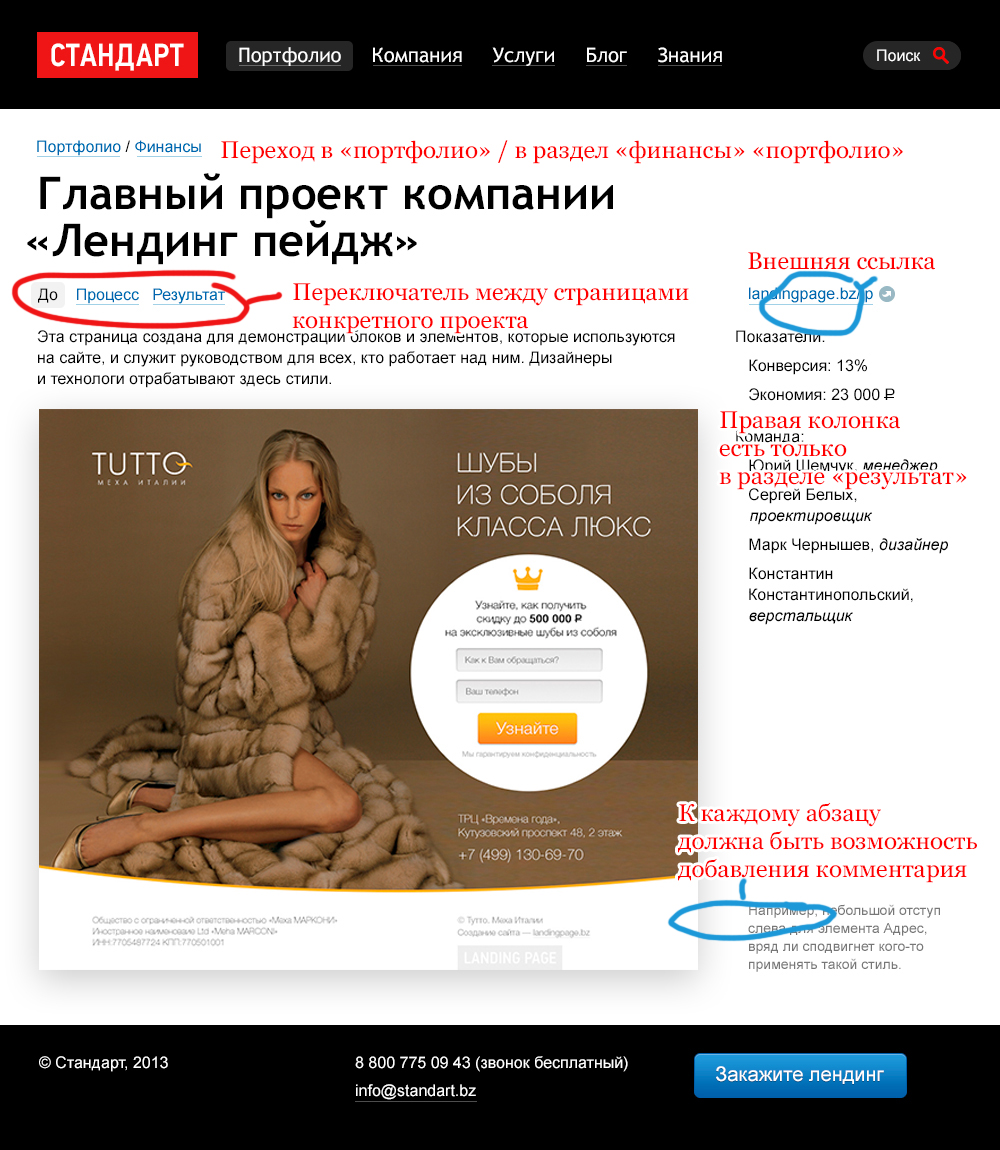 СТАНДАРТ
Портфолио Компания Услуги Блог Знания
Поиск
Портфолио / Финансы
Переход в «портфолио» / в раздел «финансы» «портфолио»
Главный проект компании
«Лендинг пейдж»
До Процесс Результат
Переключатель между страницами
конкретного проекта
Эта страница создана для демонстрации блоков и элементов, которые используются
на сайте, и служит руководством для всех, кто работает над ним. Дизайнеры
и технологи отрабатывают здесь стили.
Внешняя ссылка
landingpage.bz/lp
Показатели:
Конверсия: 13%
Экономия: 23 000 ₽
Правая колонка
есть только
в разделе «результат»
Команда:
Юрий Шемчук, менеджер
Сергей Белых,
проектировщик
Марк Чернышев, дизайнер
Константин
Константинопольский,
верстальщик
TUTTO
МЕХА ИТАЛИИ
ШУБЫ
ИЗ СОБОЛЯ
КЛАССА ЛЮКС
Узнайте, как получить
скидку до 500 000 ₽
на эксклюзивные шубы из соболя
Как к Вам обращаться?
Ваш телефон
Узнайте
Мы гарантируем конфиденциальность
ТРЦ «Времена года»,
Кутузовский проспект 48, 2 этаж
+7 (499) 130-69-70
Общество с ограниченной ответственностью «Меха МАРКОНИ»
Иностранное наименование Ltd «Meha MARCONI»
ИНН:7705487724 КПП:770501001
© Тутто. Меха Италии
Создание сайта — landingpage.bz
LANDING PAGE
К каждому абзацу
должна быть возможность
добавления комментария
Например, небольшой отступ
слева для элемента Адрес,
вряд ли сподвигнет кого-то
применять такой стиль.
© Стандарт, 2013
8 800 775 09 43 (звонок бесплатный)
info@standart.bz
Закажите лендинг